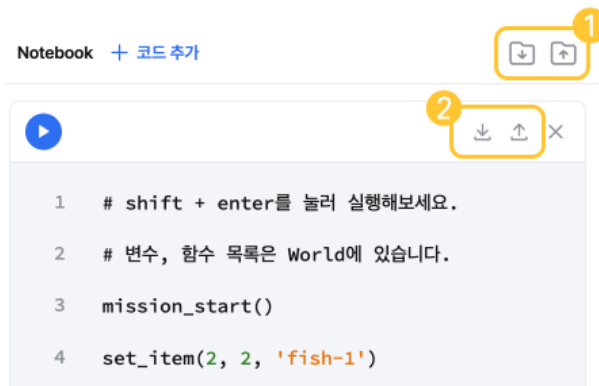 1
Notebook + 코드 추가
2
1 # shift + enter를 눌러 실행해보세요.
2 # 변수, 함수 목록은 World에 있습니다.
3 mission_start()
4 set_item(2, 2, 'fish-1')